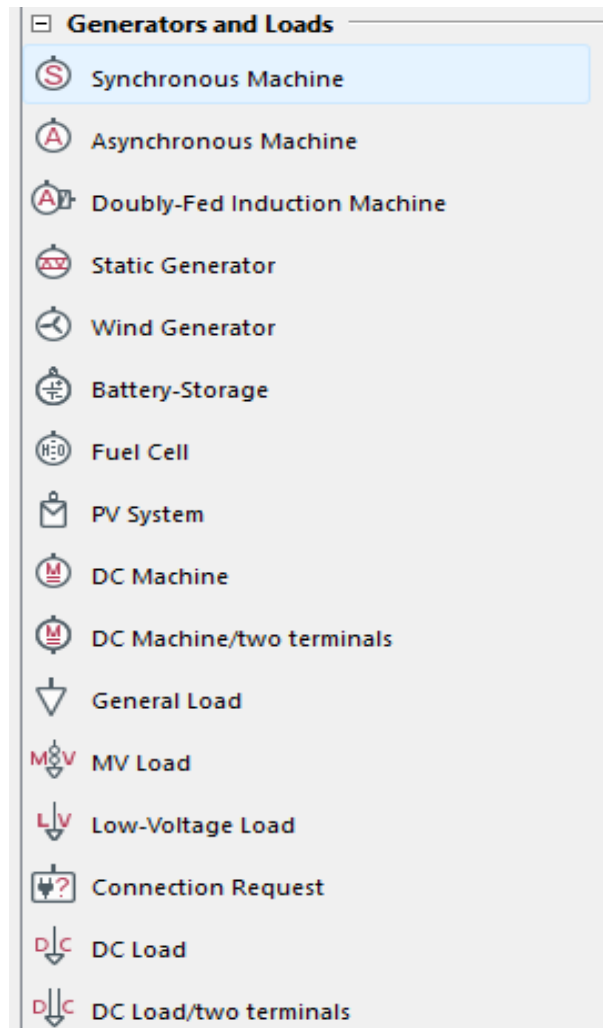 Generators and Loads
S Synchronous Machine
A Asynchronous Machine
A Doubly-Fed Induction Machine
Static Generator
Wind Generator
Battery-Storage
H O Fuel Cell
PV System
M DC Machine
M DC Machine/two terminals
General Load
M V MV Load
L V Low-Voltage Load
? Connection Request
D C DC Load
D C DC Load/two terminals